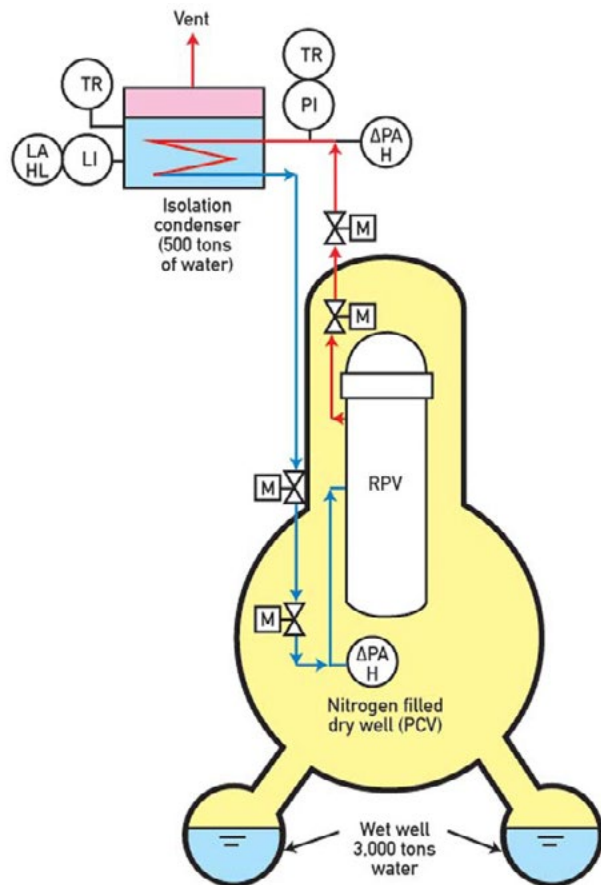 Vent
TR
TR
PI
ΔPA
H
LA
HL
LI
Isolation
condenser
(500 tons
of water)
M
M
RPV
M
M
ΔPA
H
Nitrogen filled
dry well (PCV)
Wet well
3,000 tons
water